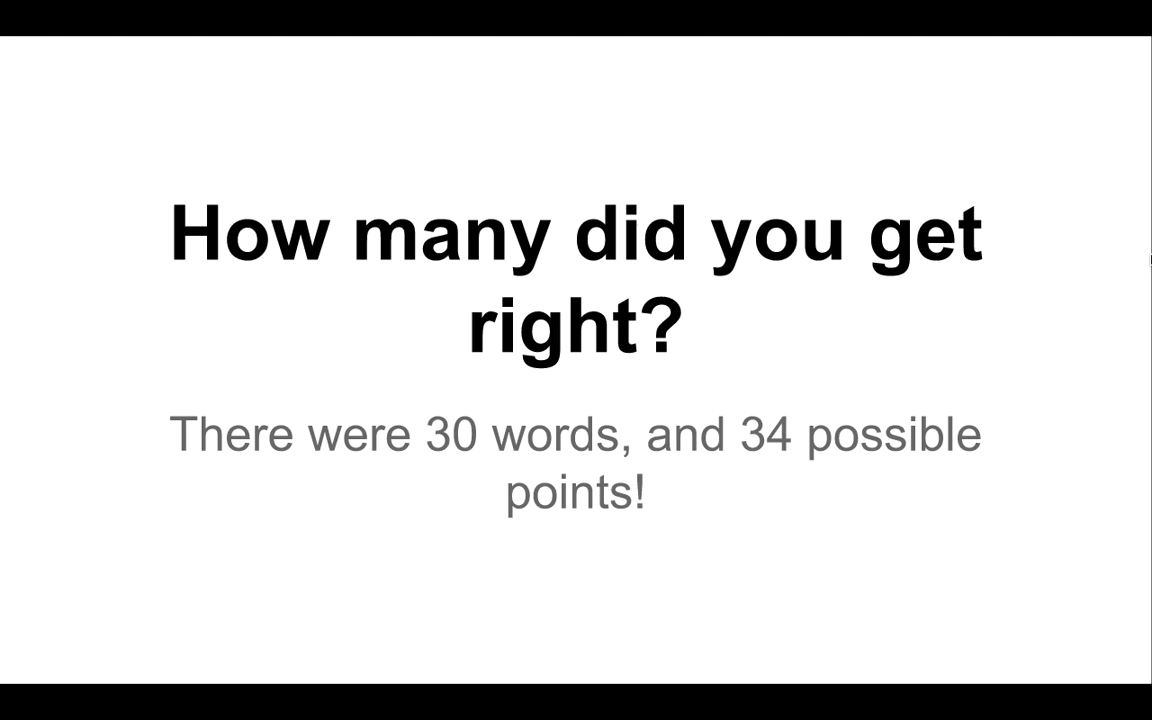 How many did you get
right?
There were 30 words, and 34 possible
points!